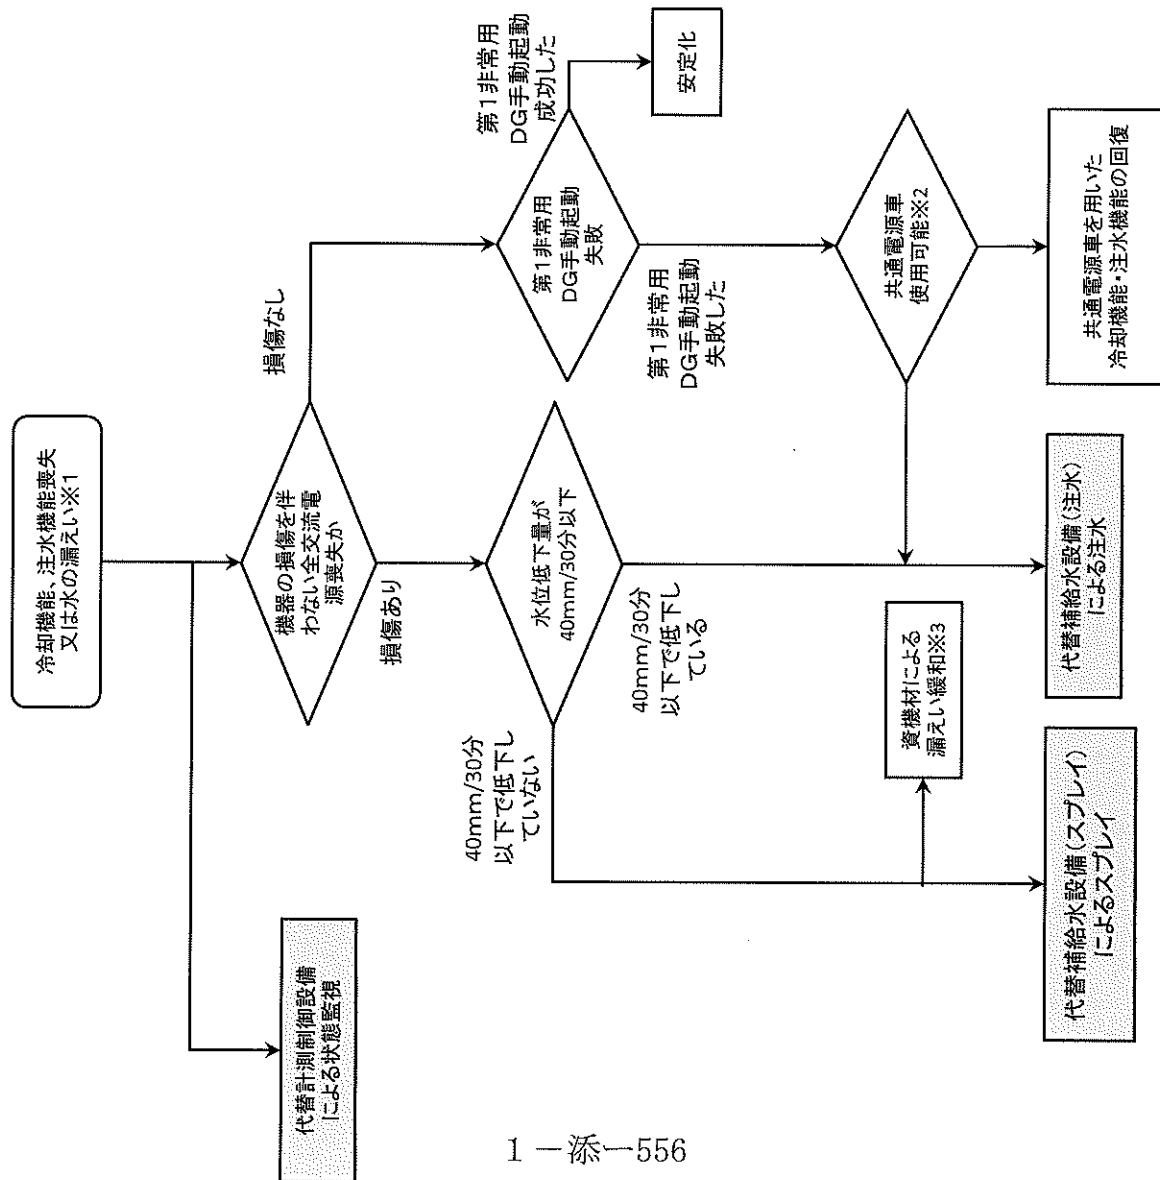 冷却機能、注水機能喪失
又は水の漏えい※1
代替計測制御設備
による状態監視
機器の損傷を伴
わない全交流電
源喪失か
損傷なし
損傷あり
第1非常用
DG手動起動
失敗
第1非常用
DG手動起動
成功した
安定化
第1非常用
DG手動起動
失敗した
水位低下量が
40mm/30分以下
40mm/30分
以下で低下し
ていない
40mm/30分
以下で低下し
ている
共通電源車
使用可能※2
資機材による
漏えい緩和※3
代替補給水設備(スプレイ)
によるスプレイ
代替補給水設備(注水)
による注水
共通電源車を用いた
冷却機能・注水機能の回復
1-添-556